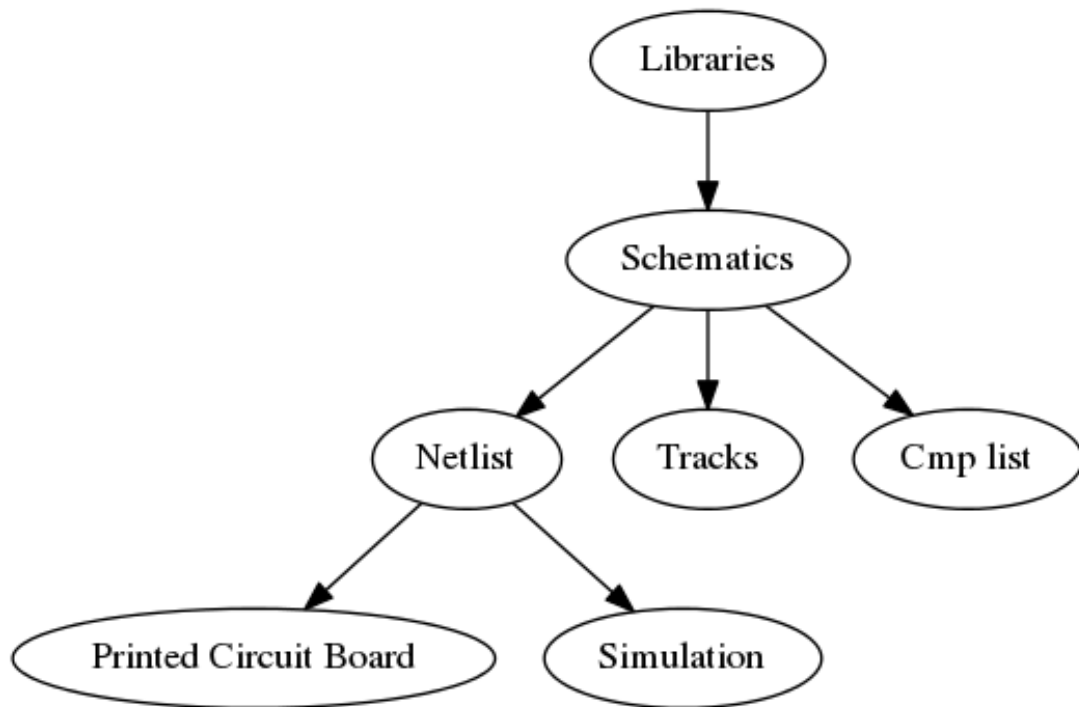 Libraries
Schematics
Netlist
Tracks
Cmp list
Printed Circuit Board
Simulation